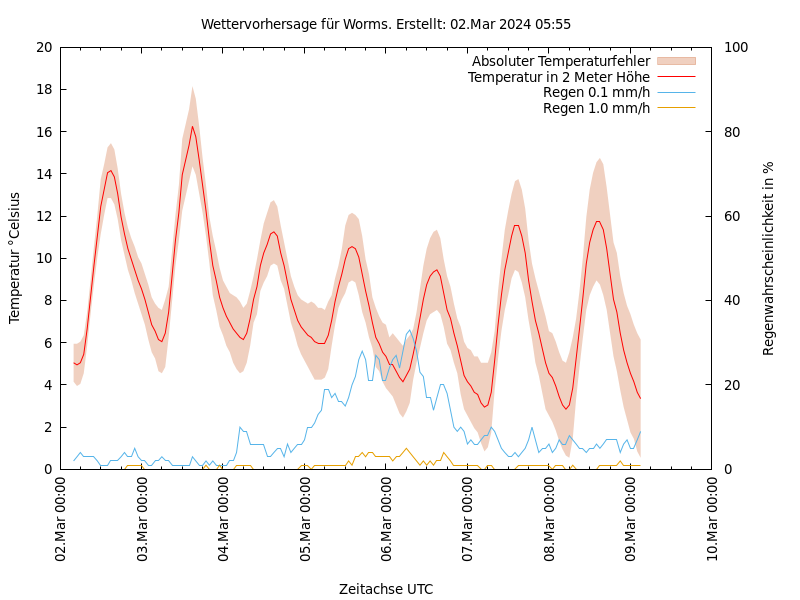 Wettervorhersage für Worms. Erstellt: 02.Mar 2024 05:55
Absoluter Temperaturfehler
Temperatur in 2 Meter Höhe
Regen 0.1 mm/h
Regen 1.0 mm/h
Temperatur °Celsius
20
18
16
14
12
10
8
6
4
2
0
100
80
60
40
20
0
Regenwahrscheinlichkeit in %
02.Mar 00:00
03.Mar 00:00
04.Mar 00:00
05.Mar 00:00
06.Mar 00:00
07.Mar 00:00
08.Mar 00:00
09.Mar 00:00
10.Mar 00:00
Zeitachse UTC